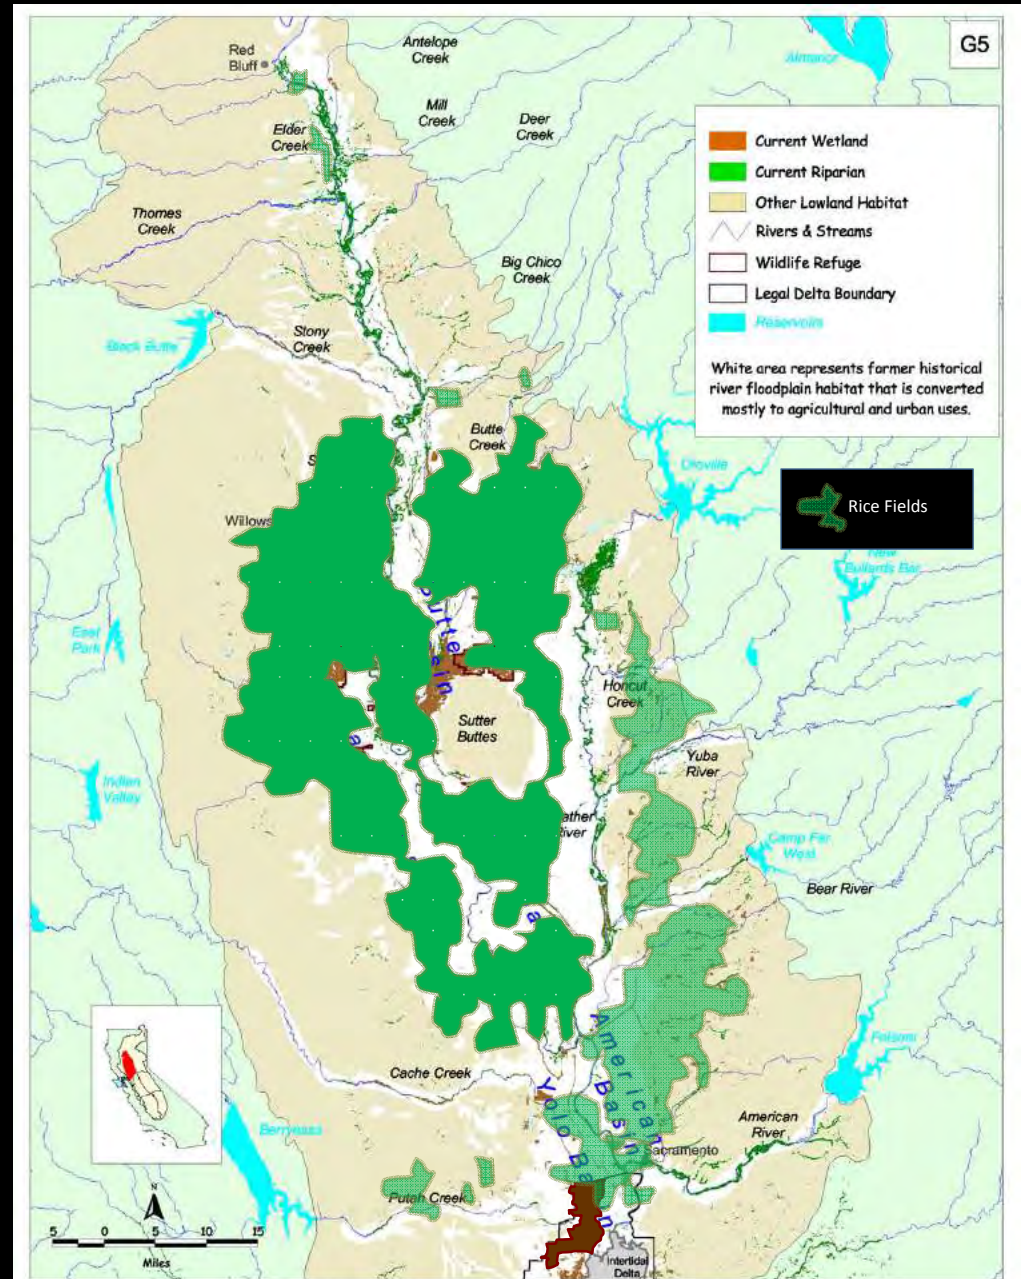 G5
Red
Bluff
Antelope
Creek
Almanor
Mill
Creek
Deer
Creek
Elder
Creek
Current Wetland
Current Riparian
Other Lowland Habitat
Rivers & Streams
Wildlife Refuge
Legal Delta Boundary
Reservoirs
White area represents former historical
river floodplain habitat that is converted
mostly to agricultural and urban uses.
Thomes
Creek
Big Chico
Creek
Stony
Creek
Black Butte
Butte
Creek
S
Oroville
Rice Fields
Willows
New
Bullards Bar
Butte
sin
East
Park
Honcut
Creek
Sutter
Buttes
a
Yuba
River
Indian
Valley
ather
iver
Camp Far
West
Bear River
a
American
Basin
Folsom
Cache Creek
Yolo Ba
n
American
River
Berryessa
Sacramento
Putah Creek
N
5 0 5 10 15
Miles
Intertidal
Delta